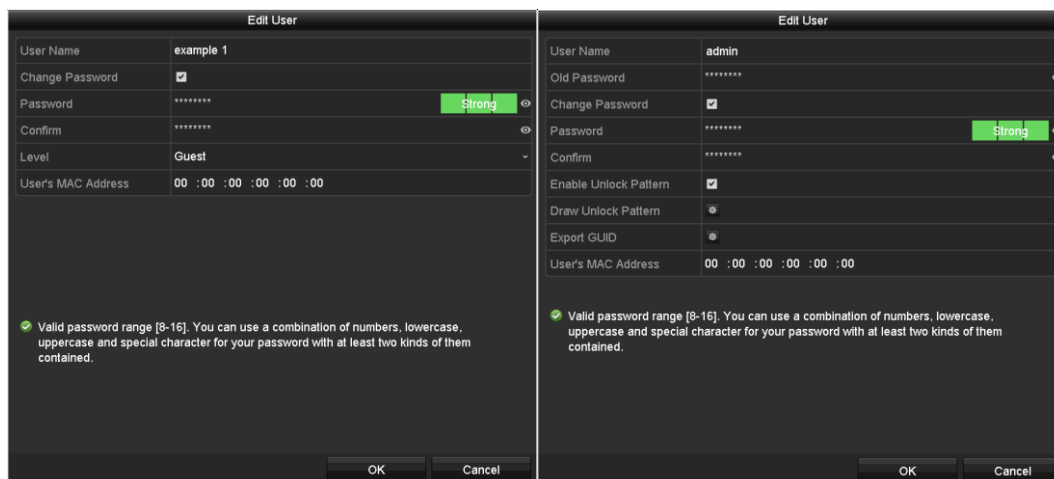 Edit User
User Name example 1
Change Password
Password ******** Strong
Confirm ********
Level Guest
User's MAC Address 00 :00 :00 :00 :00 :00
Valid password range [8-16]. You can use a combination of numbers, lowercase,
uppercase and special character for your password with at least two kinds of them
contained.
OK Cancel
Edit User
User Name admin
Old Password ********
Change Password
Password ******** Strong
Confirm ********
Enable Unlock Pattern
Draw Unlock Pattern
Export GUID
User's MAC Address 00 :00 :00 :00 :00 :00
Valid password range [8-16]. You can use a combination of numbers, lowercase,
uppercase and special character for your password with at least two kinds of them
contained.
OK Cancel